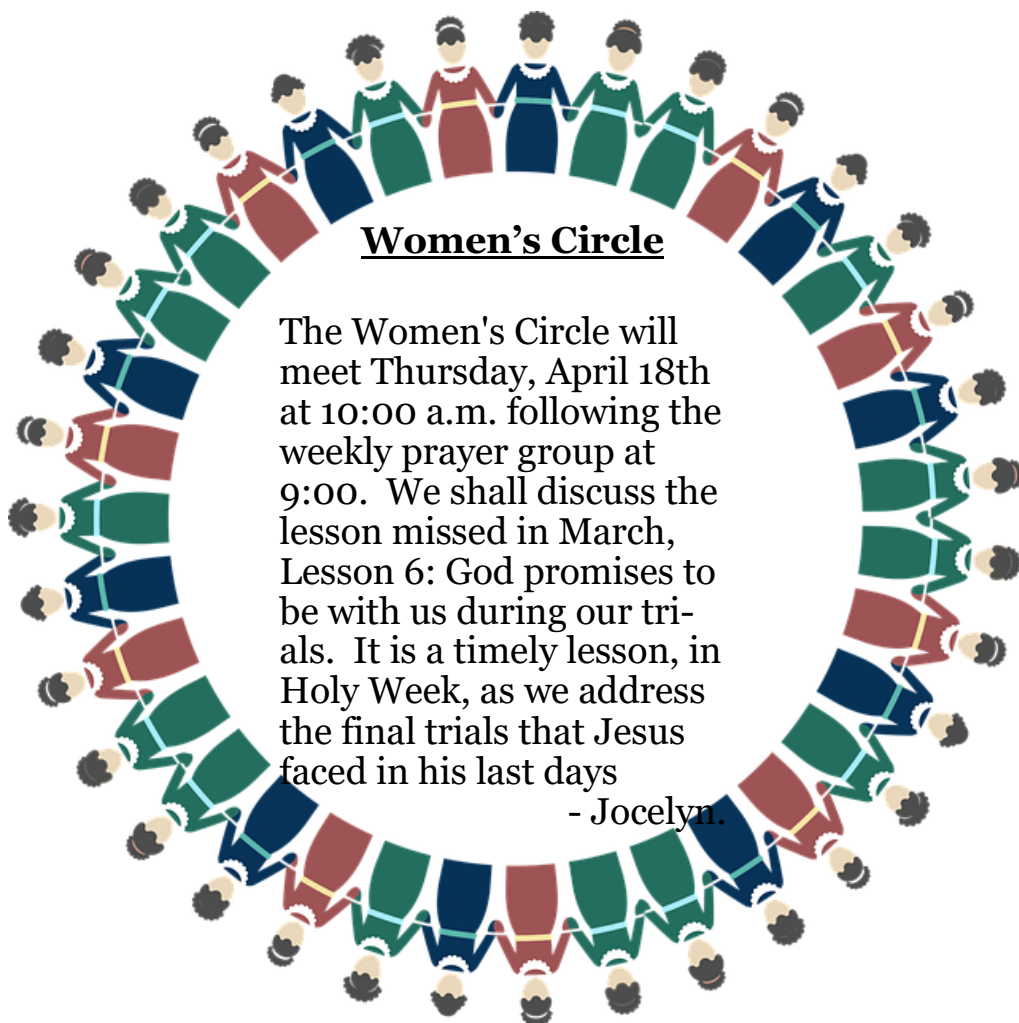 Women’s Circle
The Women's Circle will
meet Thursday, April 18th
at 10:00 a.m. following the
weekly prayer group at
9:00.  We shall discuss the
lesson missed in March,
Lesson 6: God promises to
be with us during our tri-
als.  It is a timely lesson, in
Holy Week, as we address
the final trials that Jesus
faced in his last days
- Jocelyn.